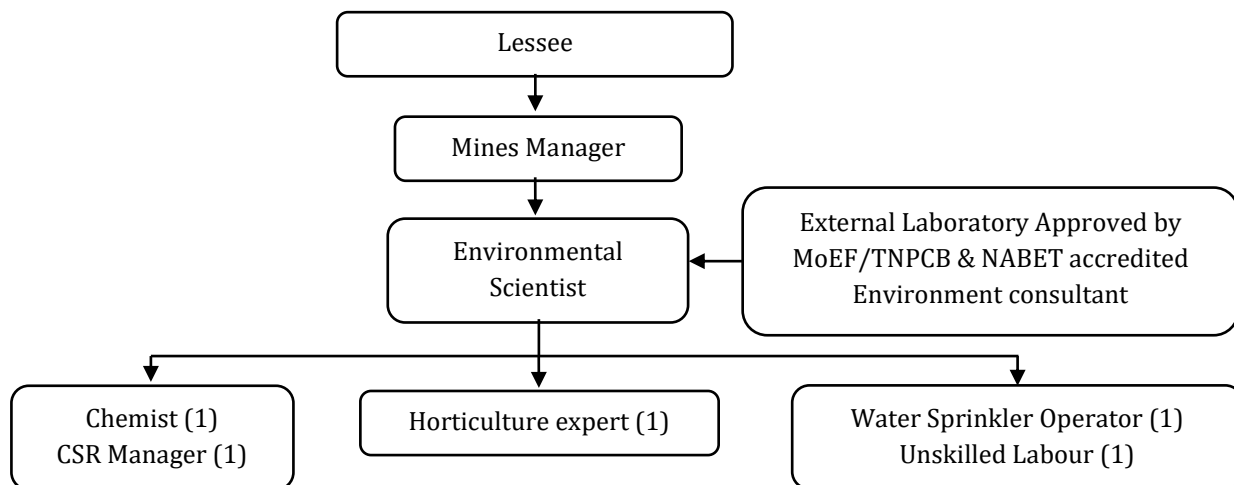 Lessee
Mines Manager
Environmental
Scientist
External Laboratory Approved by
MoEF/TNPCB & NABET accredited
Environment consultant
Chemist (1)
CSR Manager (1)
Horticulture expert (1)
Water Sprinkler Operator (1)
Unskilled Labour (1)